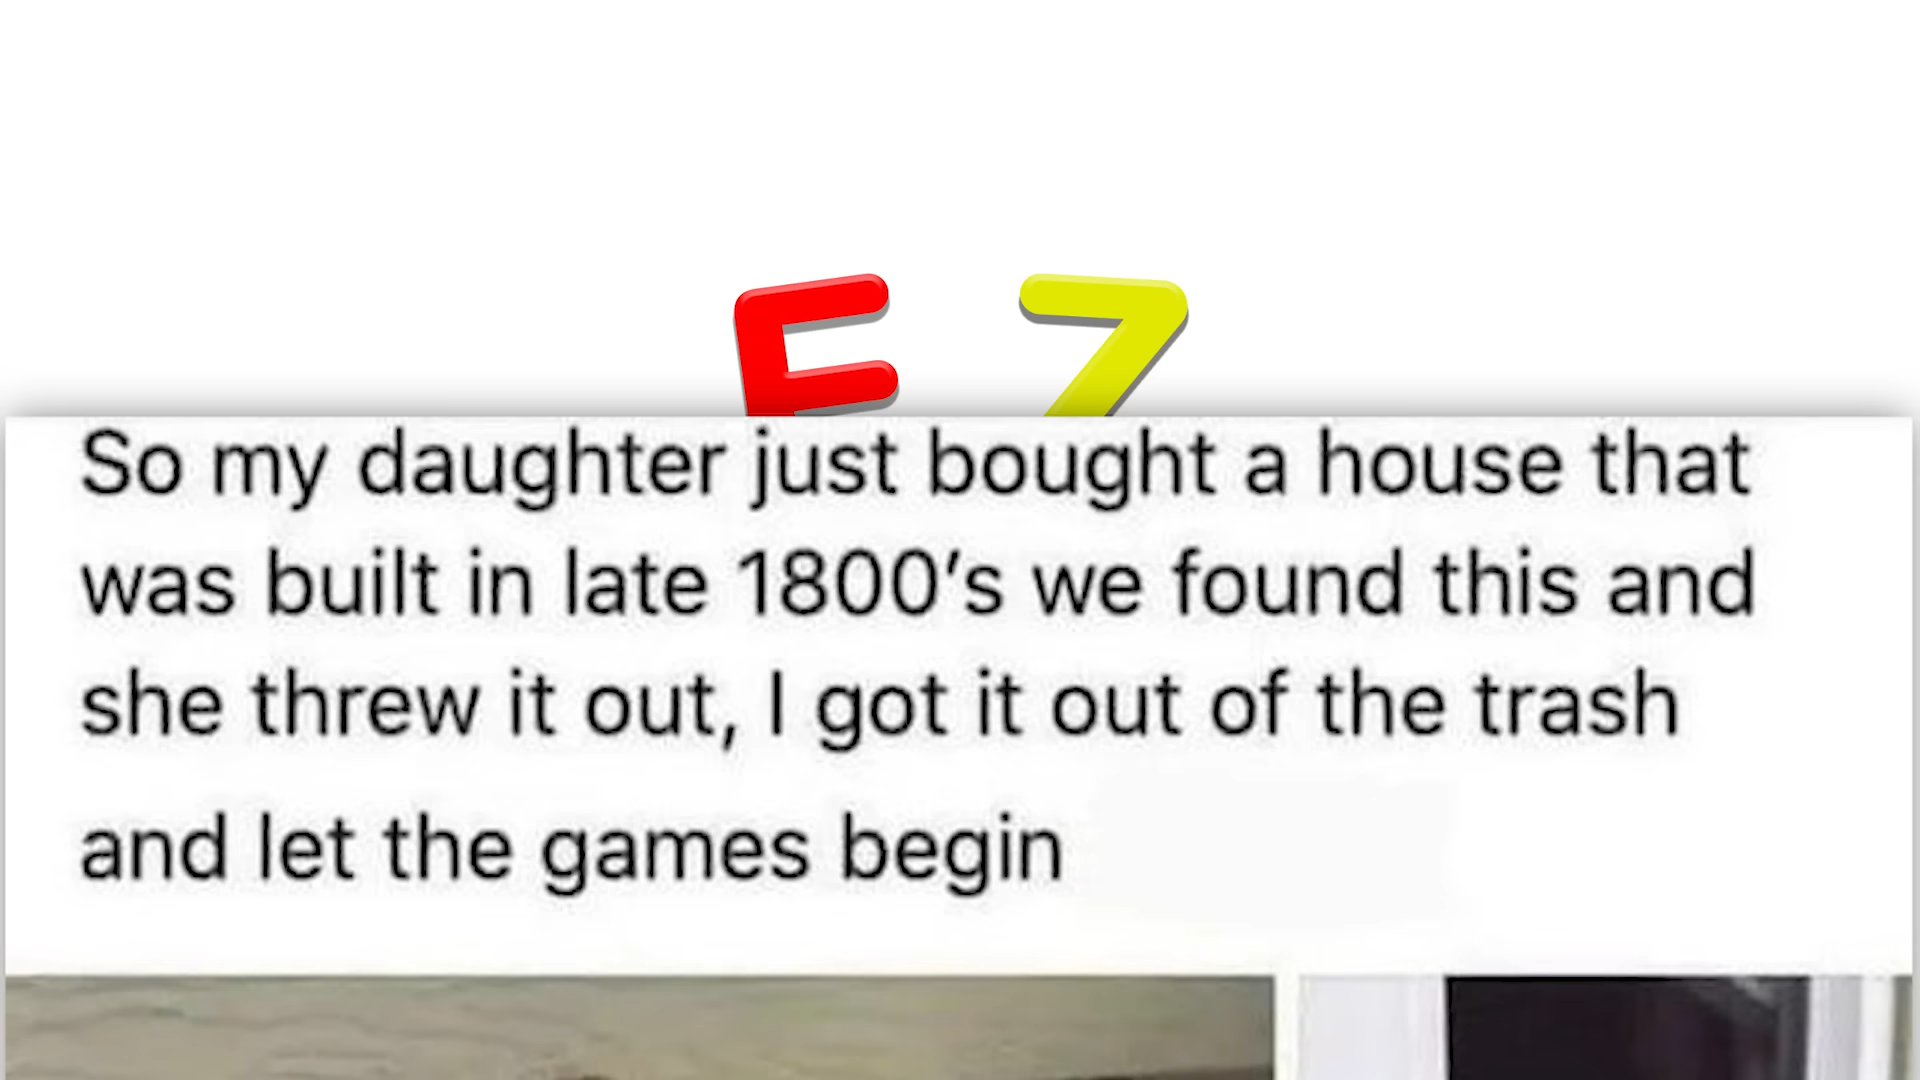 E Z
So my daughter just bought a house that
was built in late 1800's we found this and
she threw it out, I got it out of the trash
and let the games begin